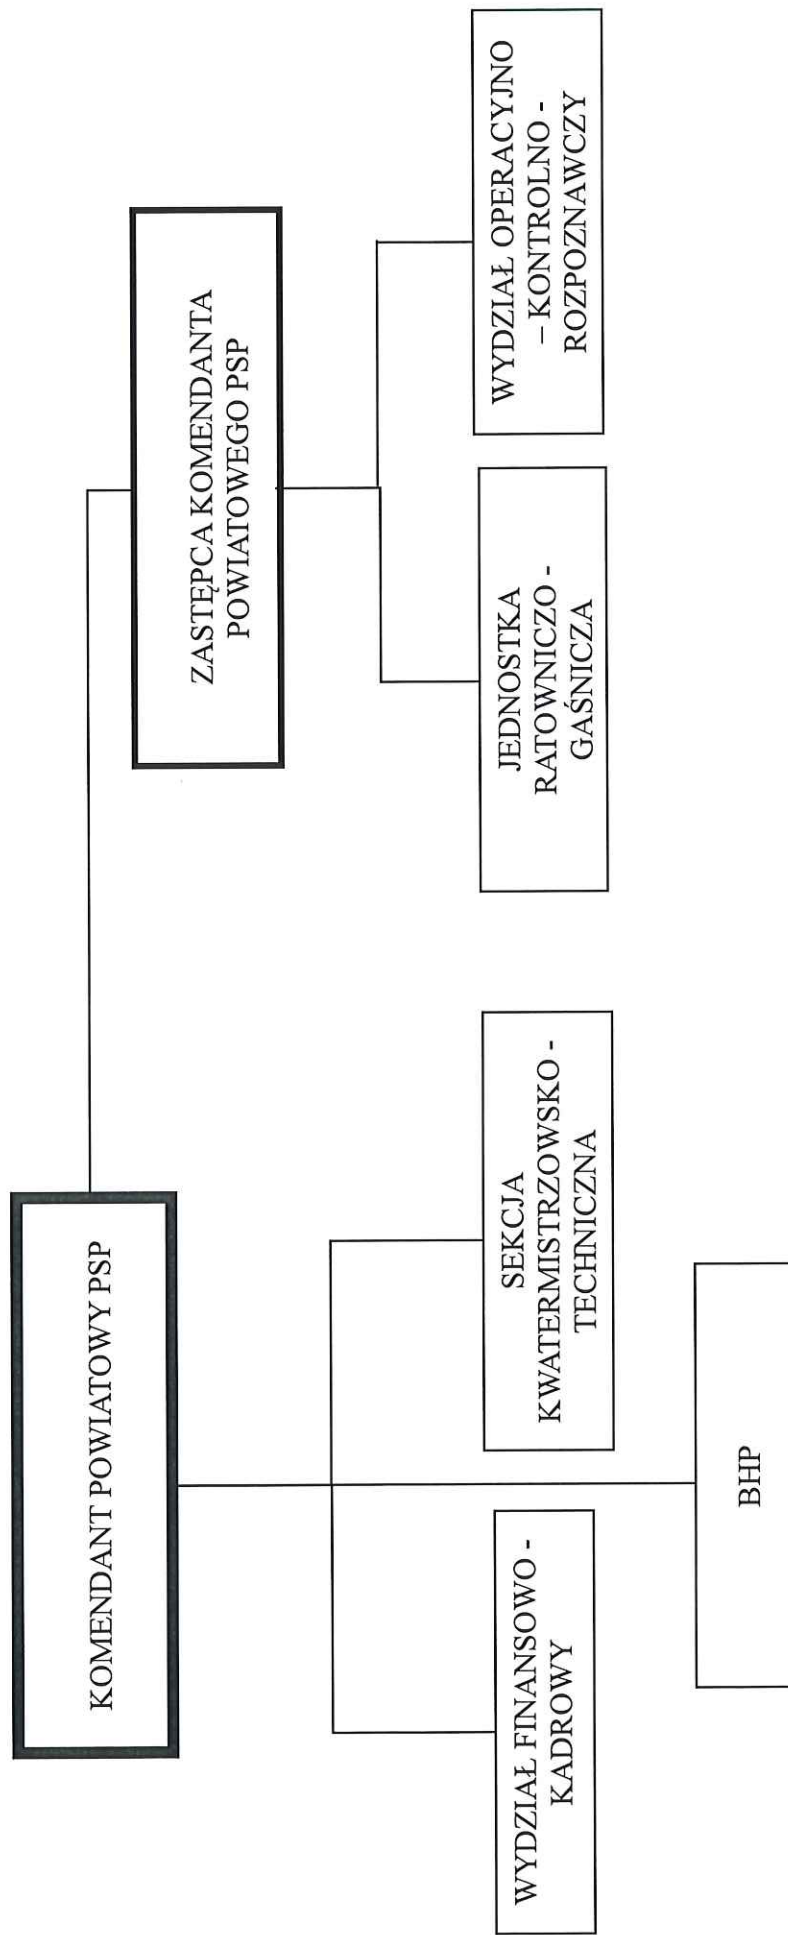 KOMENDANT POWIATOWY PSP
ZASTĘPCA KOMENDANTA
POWIATOWEGO PSP
WYDZIAŁ FINANSOWO -
KADROWY
SEKCJA
KWATERMISTRZOWSKO -
TECHNICZNA
JEDNOSTKA
RATOWNICZO -
GAŚNICZA
WYDZIAŁ OPERACYJNO
– KONTROLNO -
ROZPOZNAWCZY
BHP